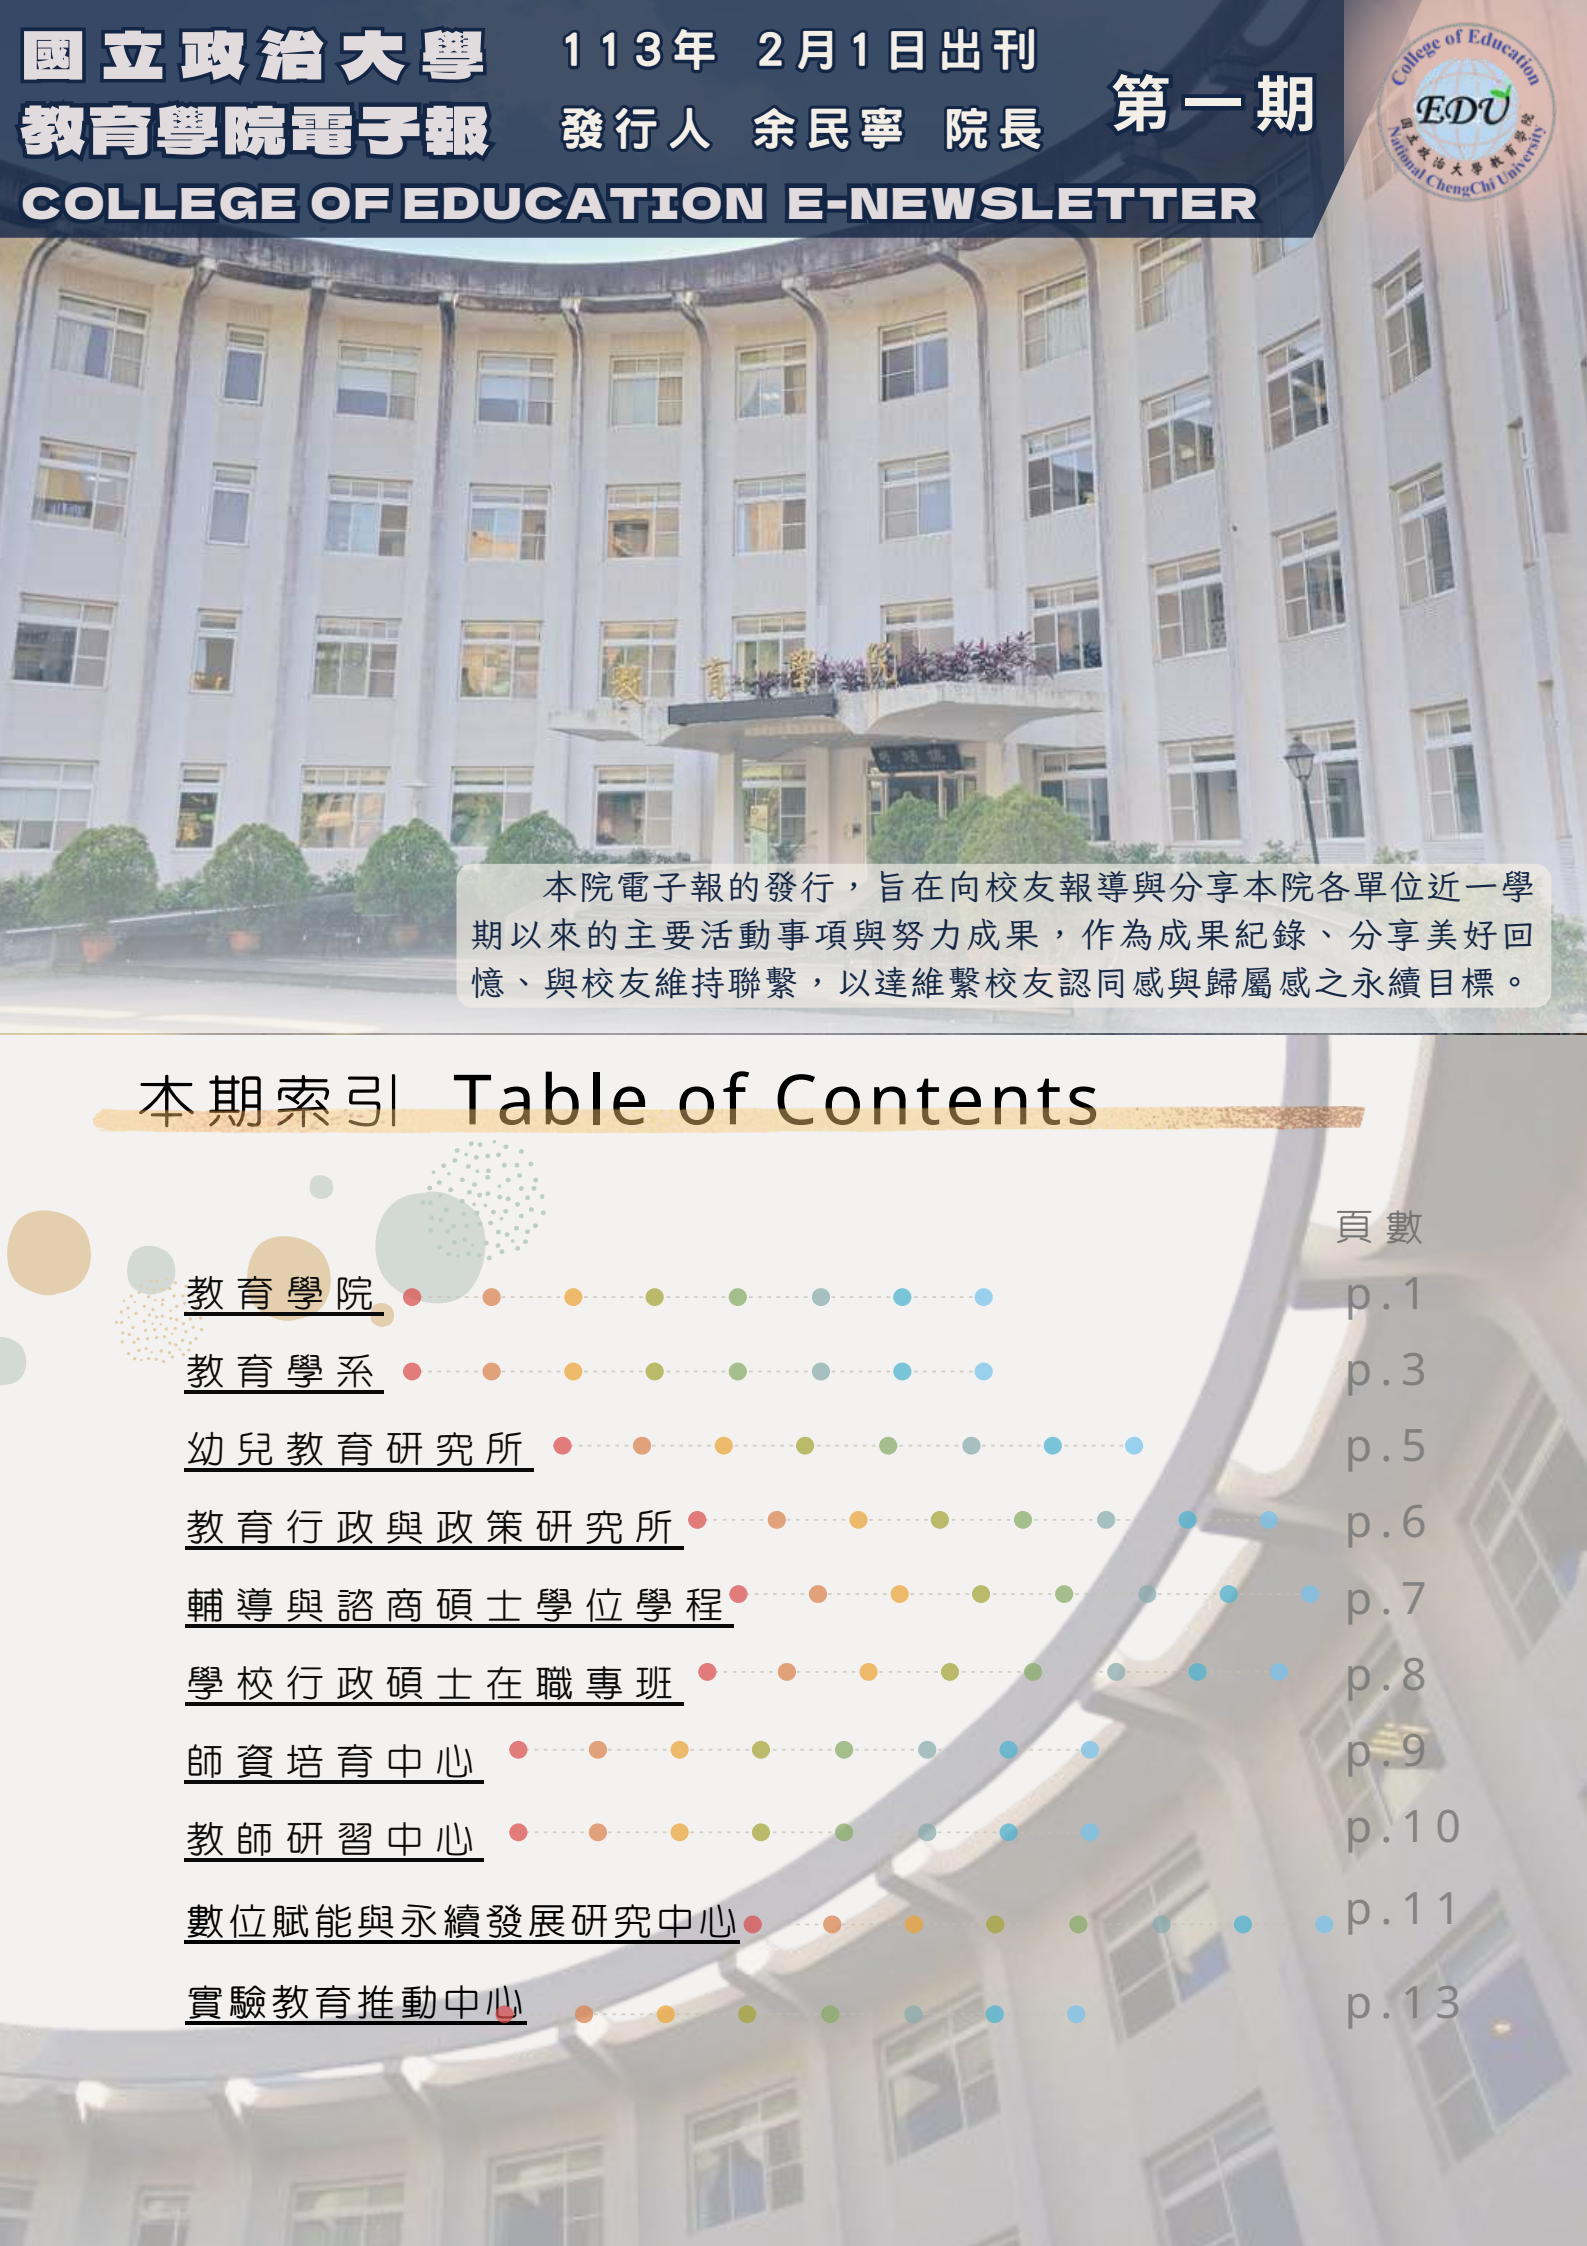 國立政治大學
教育學院電子報
113年 2月1日出刊
發行人 余民寧 院長
第一期
COLLEGE OF EDUCATION E-NEWSLETTER
College of Education
EDU
國立政治大學教育學院
National ChengChi University
教育學院
本院電子報的發行，旨在向校友報導與分享本院各單位近一學
期以來的主要活動事項與努力成果，作為成果紀錄、分享美好回
憶、與校友維持聯繫，以達維繫校友認同感與歸屬感之永續目標。
本期索引 Table of Contents
頁數
教育學院 p.1
教育學系 p.3
幼兒教育研究所 p.5
教育行政與政策研究所 p.6
輔導與諮商碩士學位學程 p.7
學校行政碩士在職專班 p.8
師資培育中心 p.9
教師研習中心 p.10
數位賦能與永續發展研究中心 p.11
實驗教育推動中心 p.13